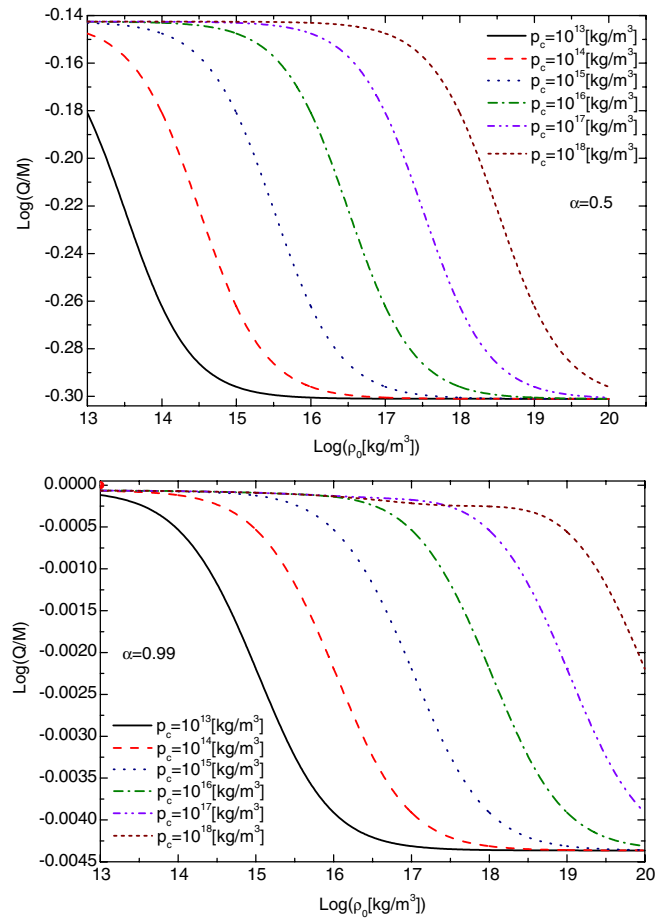 -0.14
-0.16
-0.18
-0.20
-0.22
-0.24
-0.26
-0.28
-0.30
Log(Q/M)
p_c=10^13[kg/m^3]
p_c=10^14[kg/m^3]
p_c=10^15[kg/m^3]
p_c=10^16[kg/m^3]
p_c=10^17[kg/m^3]
p_c=10^18[kg/m^3]
α=0.5
13 14 15 16 17 18 19 20
Log(ρ_0[kg/m^3])
0.0000
-0.0005
-0.0010
-0.0015
-0.0020
-0.0025
-0.0030
-0.0035
-0.0040
-0.0045
Log(Q/M)
α=0.99
p_c=10^13[kg/m^3]
p_c=10^14[kg/m^3]
p_c=10^15[kg/m^3]
p_c=10^16[kg/m^3]
p_c=10^17[kg/m^3]
p_c=10^18[kg/m^3]
13 14 15 16 17 18 19 20
Log(ρ_0[kg/m^3])